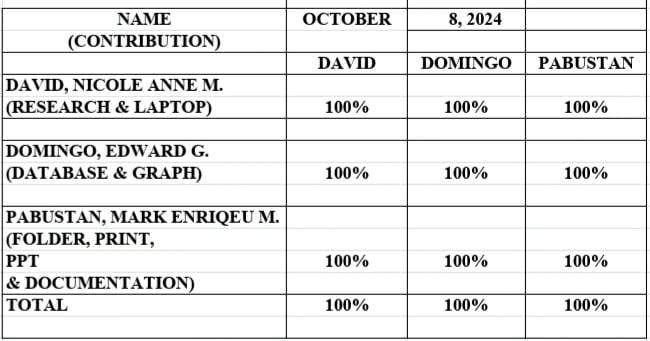 NAME OCTOBER 8, 2024
(CONTRIBUTION)
DAVID DOMINGO PABUSTAN
DAVID, NICOLE ANNE M.
(RESEARCH & LAPTOP) 100% 100% 100%
DOMINGO, EDWARD G.
(DATABASE & GRAPH) 100% 100% 100%
PABUSTAN, MARK ENRIQEU M.
(FOLDER, PRINT,
PPT 100% 100% 100%
& DOCUMENTATION)
TOTAL 100% 100% 100%